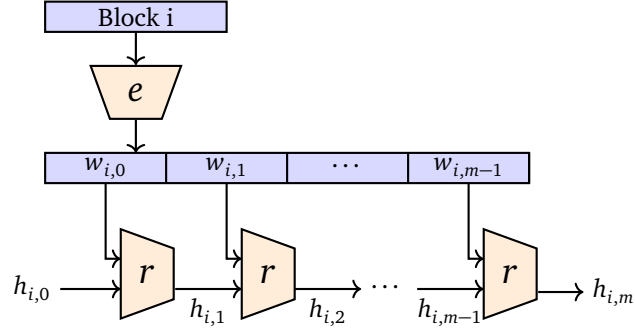 Block i
e
w_{i,0} w_{i,1} ⋯ w_{i,m−1}
r r r
h_{i,0} h_{i,1} h_{i,2} ⋯ h_{i,m−1} h_{i,m}